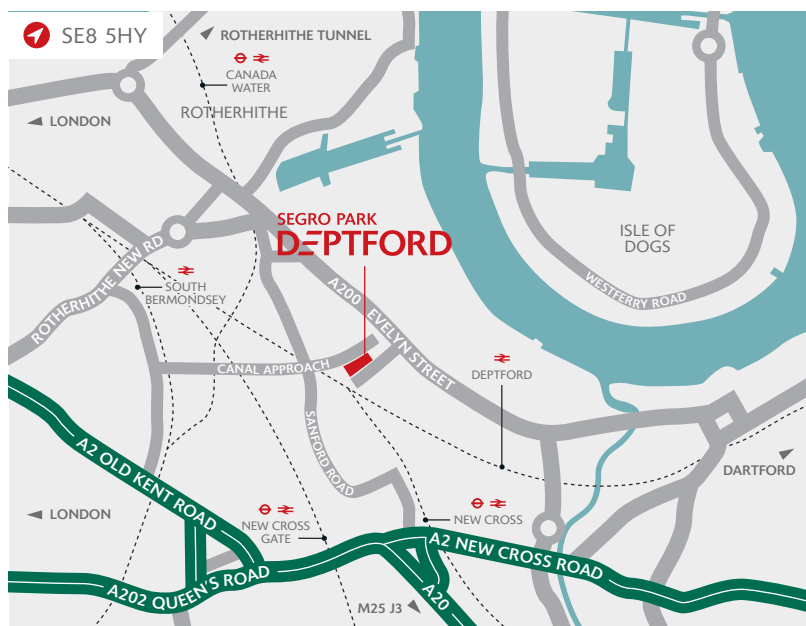 SE8 5HY
ROTHERHITHE TUNNEL
CANADA
WATER
ROTHERHITHE
LONDON
SEGRO PARK
DEPTFORD
ISLE OF
DOGS
WESTFERRY ROAD
ROTHERHITHE NEW RD
SOUTH
BERMONDSEY
A200 EVELYN STREET
CANAL APPROACH
DEPTFORD
SANFORD ROAD
A2 OLD KENT ROAD
DARTFORD
LONDON
NEW CROSS
GATE
NEW CROSS
A2 NEW CROSS ROAD
A202 QUEEN'S ROAD
A20
M25 J3